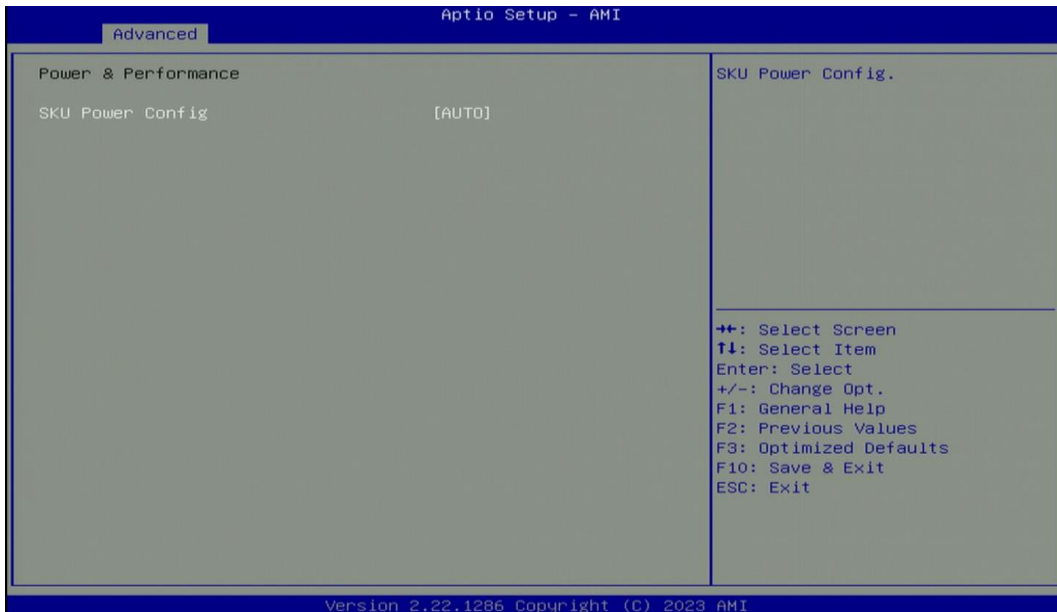 Aptio Setup - AMI
Advanced
Power & Performance
SKU Power Config [AUTO]
SKU Power Config.
→←: Select Screen
↑↓: Select Item
Enter: Select
+/-: Change Opt.
F1: General Help
F2: Previous Values
F3: Optimized Defaults
F10: Save & Exit
ESC: Exit
Version 2.22.1286 Copyright (C) 2023 AMI